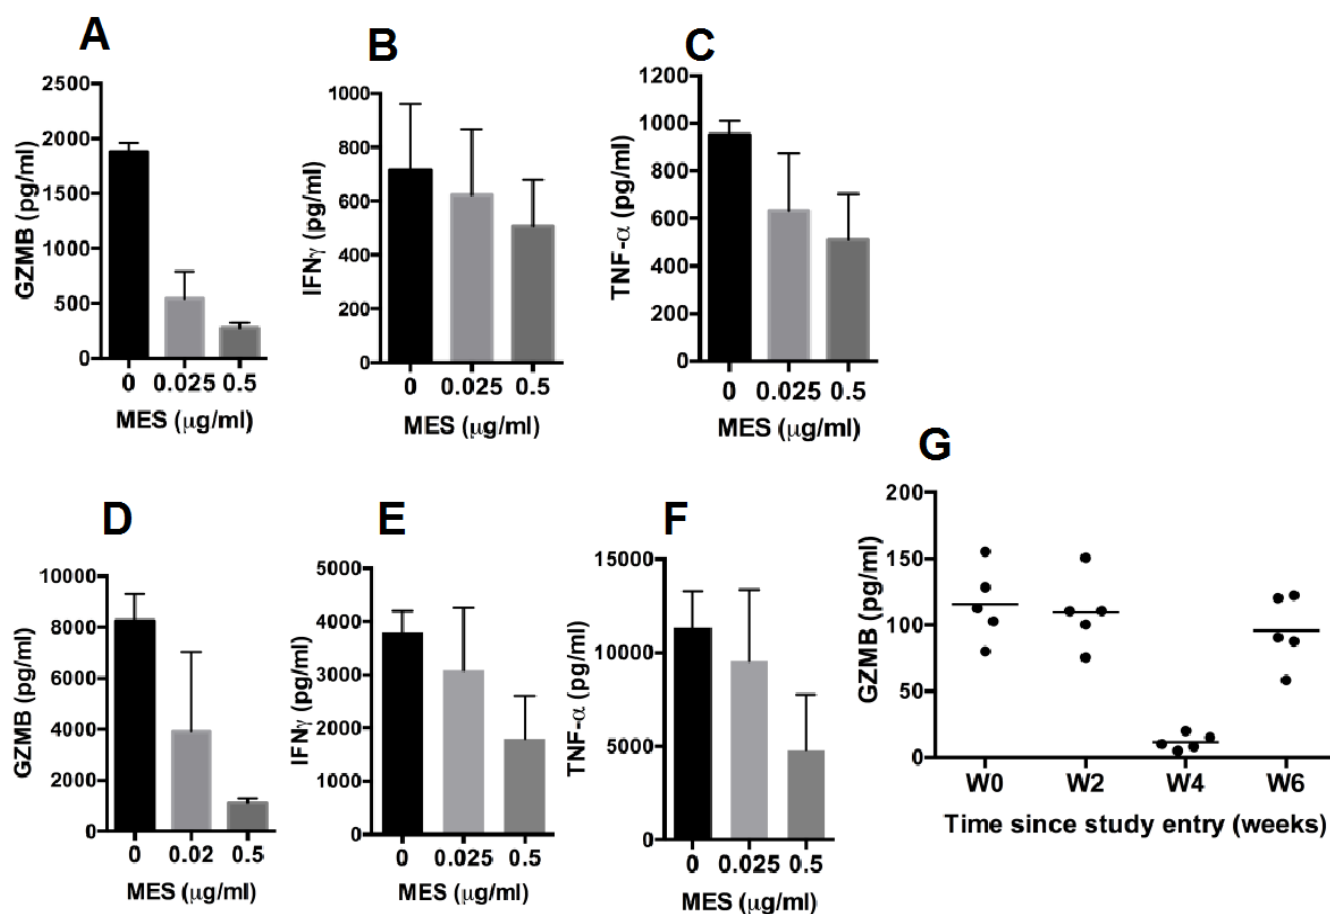 A
GZMB (pg/ml)
2500
2000
1500
1000
500
0
0 0.025 0.5
MES (μg/ml)
B
IFNγ (pg/ml)
1000
800
600
400
200
0
0 0.025 0.5
MES (μg/ml)
C
TNF-α (pg/ml)
1200
1000
800
600
400
200
0
0 0.025 0.5
MES (μg/ml)
D
GZMB (pg/ml)
10000
8000
6000
4000
2000
0
0 0.02 0.5
MES (μg/ml)
E
IFNγ (pg/ml)
5000
4000
3000
2000
1000
0
0 0.025 0.5
MES (μg/ml)
F
TNF-α (pg/ml)
15000
10000
5000
0
0 0.025 0.5
MES (μg/ml)
G
GZMB (pg/ml)
200
150
100
50
0
W0 W2 W4 W6
Time since study entry (weeks)